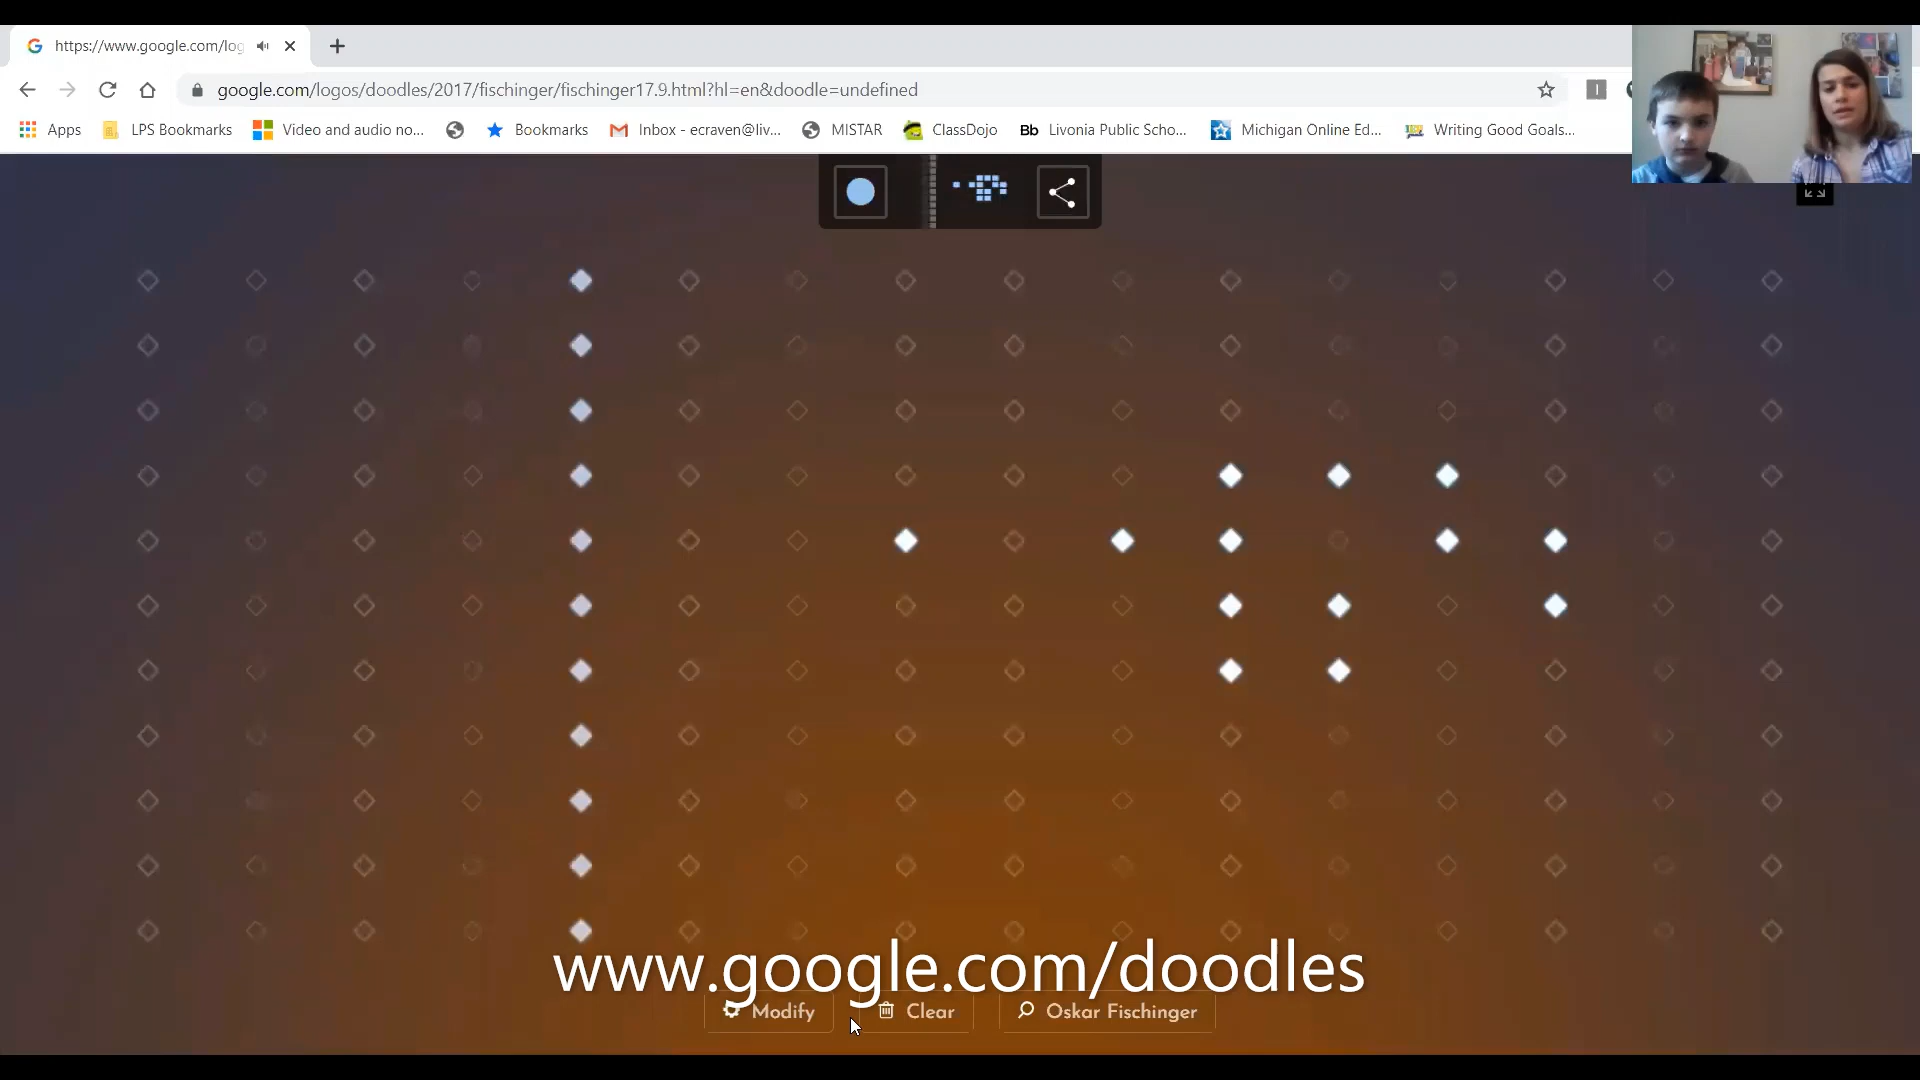 https://www.google.com/log
google.com/logos/doodles/2017/fischinger/fischinger17.9.html?hl=en&doodle=undefined
Apps LPS Bookmarks Video and audio no... Bookmarks Inbox - ecraven@liv... MISTAR ClassDojo Bb Livonia Public Scho... Michigan Online Ed... Writing Good Goals...
www.google.com/doodles
Modify Clear Oskar Fischinger